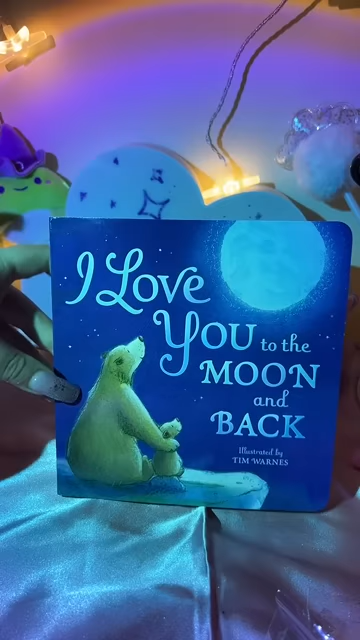 I Love
You to the
Moon
and
Back
Illustrated by
Tim Warnes